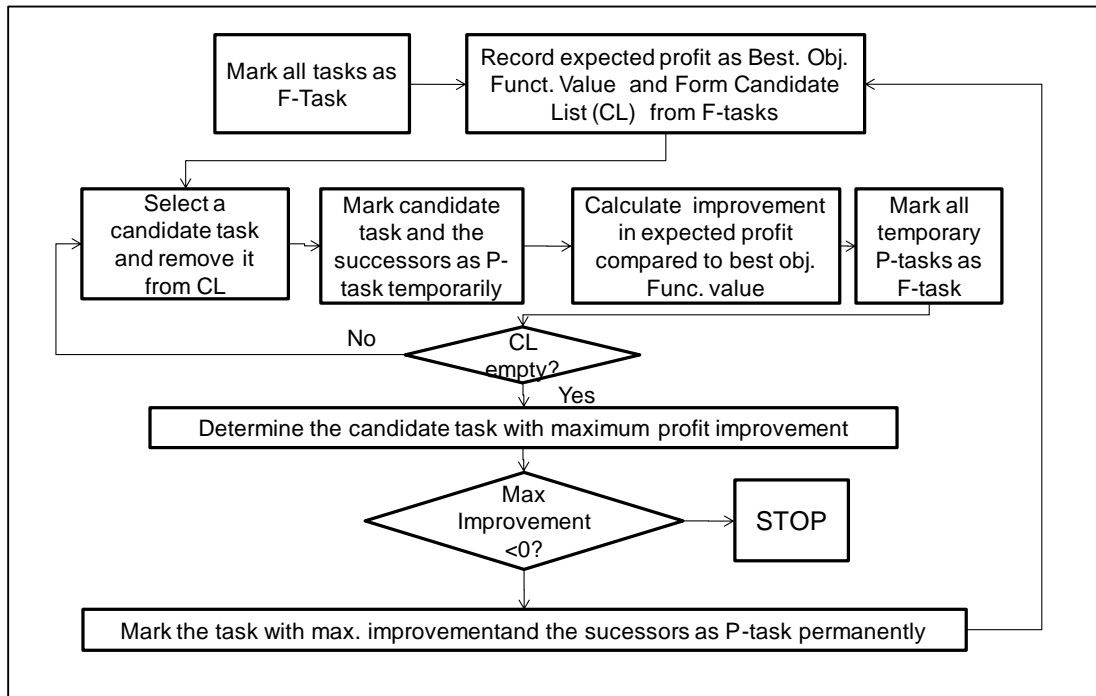 Mark all tasks as
F-Task
Record expected profit as Best. Obj.
Funct. Value and Form Candidate
List (CL) from F-tasks
Select a
candidate task
and remove it
from CL
Mark candidate
task and the
successors as P-
task temporarily
Calculate improvement
in expected profit
compared to best obj.
Func. value
Mark all
temporary
P-tasks as
F-task
No
CL
empty?
Yes
Determine the candidate task with maximum profit improvement
Max
Improvement
<0?
STOP
Mark the task with max. improvementand the sucessors as P-task permanently